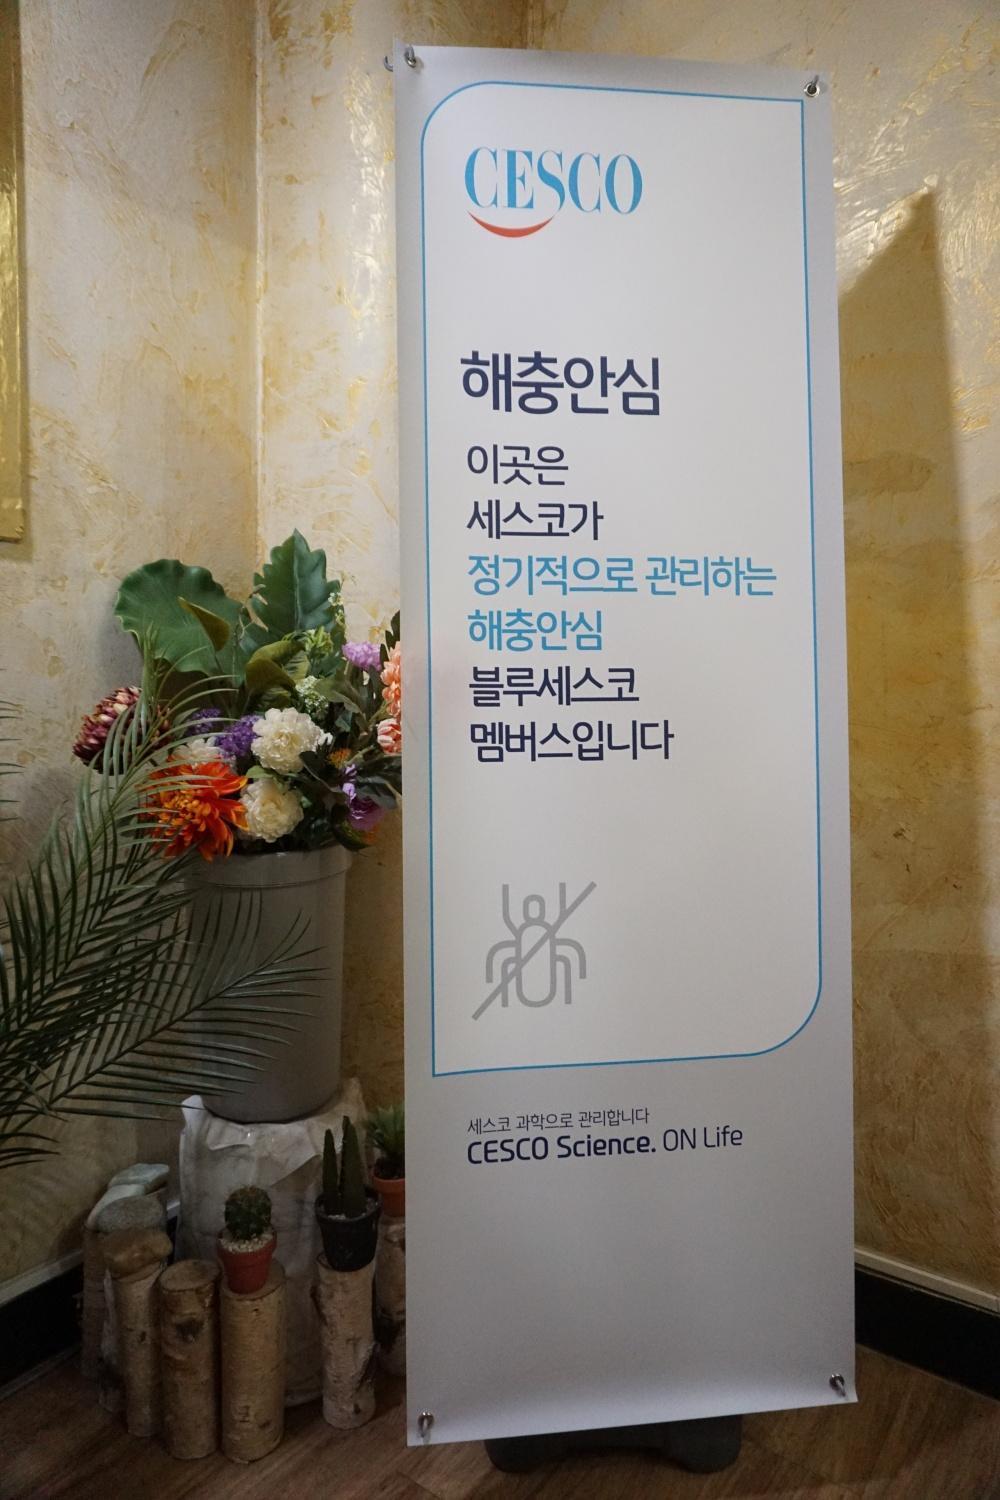 CESCO
해충안심
이곳은
세스코가
정기적으로 관리하는
해충안심
블루세스코
멤버스입니다
세스코 과학으로 관리합니다
CESCO Science. ON Life